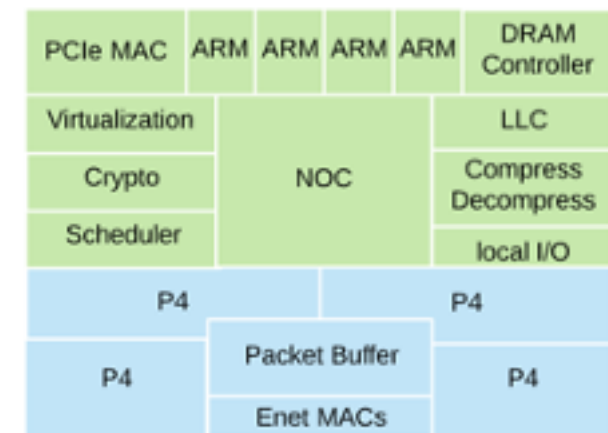 PCIe MAC
ARM
ARM
ARM
ARM
DRAM
Controller
Virtualization
Crypto
Scheduler
NOC
LLC
Compress
Decompress
local I/O
P4
P4
P4
Packet Buffer
Enet MACs
P4